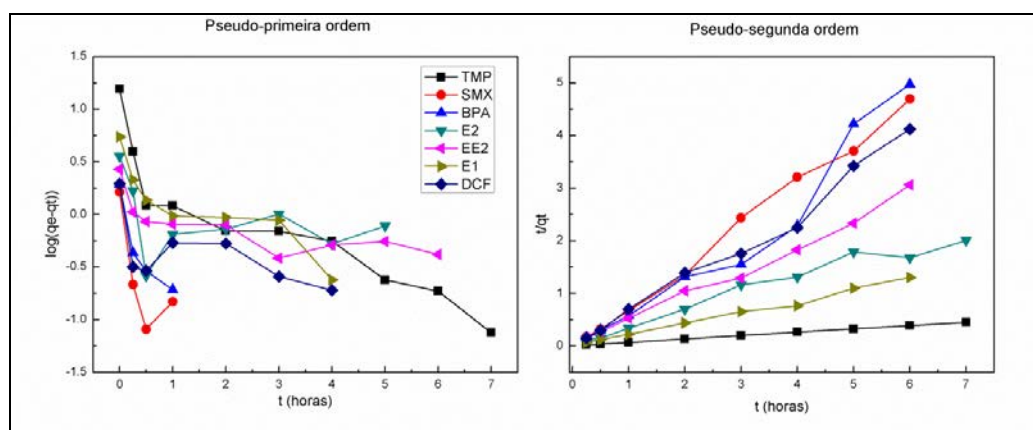 Pseudo-primeira ordem
1.5
1.0
0.5
0.0
-0.5
-1.0
-1.5
log(qe-qt))
0 1 2 3 4 5 6 7
t (horas)
TMP
SMX
BPA
E2
EE2
E1
DCF
Pseudo-segunda ordem
5
4
3
2
1
0
t/qt
0 1 2 3 4 5 6 7
t (horas)